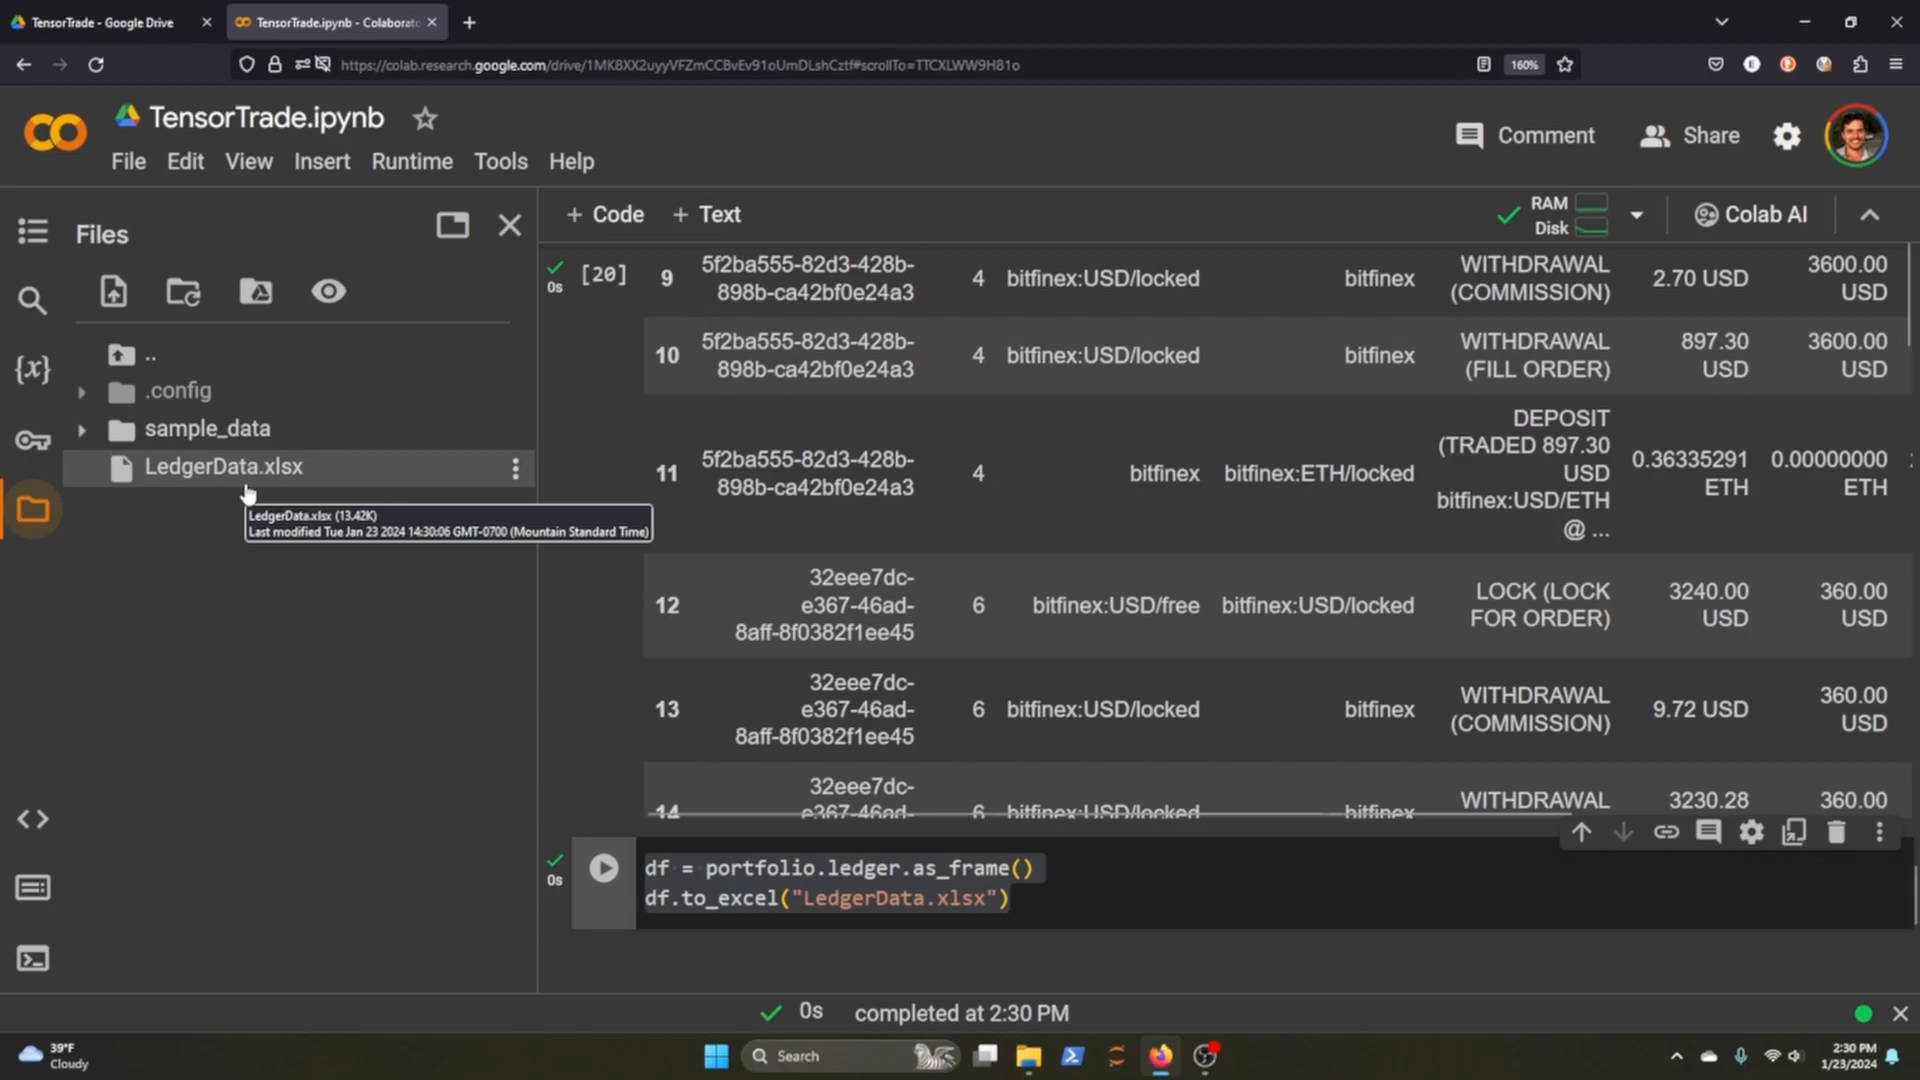 TensorTrade - Google Drive
TensorTrade.ipynb - Colaborato
https://colab.research.google.com/drive/1MK8XX2uyyVFZmCCBvEv91oUmDLshCztf#scrollTo=TTCXLWW9H81o
160%
TensorTrade.ipynb
File Edit View Insert Runtime Tools Help
Comment
Share
Files
+ Code + Text
RAM
Disk
Colab AI
..
.config
sample_data
LedgerData.xlsx
LedgerData.xlsx (13.42K)
Last modified Tue Jan 23 2024 14:30:06 GMT-0700 (Mountain Standard Time)
0s
[20]
9 5f2ba555-82d3-428b-898b-ca42bf0e24a3 4 bitfinex:USD/locked bitfinex WITHDRAWAL (COMMISSION) 2.70 USD 3600.00 USD
10 5f2ba555-82d3-428b-898b-ca42bf0e24a3 4 bitfinex:USD/locked bitfinex WITHDRAWAL (FILL ORDER) 897.30 USD 3600.00 USD
11 5f2ba555-82d3-428b-898b-ca42bf0e24a3 4 bitfinex bitfinex:ETH/locked DEPOSIT (TRADED 897.30 USD bitfinex:USD/ETH @ ... 0.36335291 ETH 0.00000000 ETH
12 32eee7dc-e367-46ad-8aff-8f0382f1ee45 6 bitfinex:USD/free bitfinex:USD/locked LOCK (LOCK FOR ORDER) 3240.00 USD 360.00 USD
13 32eee7dc-e367-46ad-8aff-8f0382f1ee45 6 bitfinex:USD/locked bitfinex WITHDRAWAL (COMMISSION) 9.72 USD 360.00 USD
14 32eee7dc-e367-46ad- 6 bitfinex:USD/locked bitfinex WITHDRAWAL 3230.28 360.00
0s
df = portfolio.ledger.as_frame()
df.to_excel("LedgerData.xlsx")
0s completed at 2:30 PM
39°F
Cloudy
Search
2:30 PM
1/23/2024